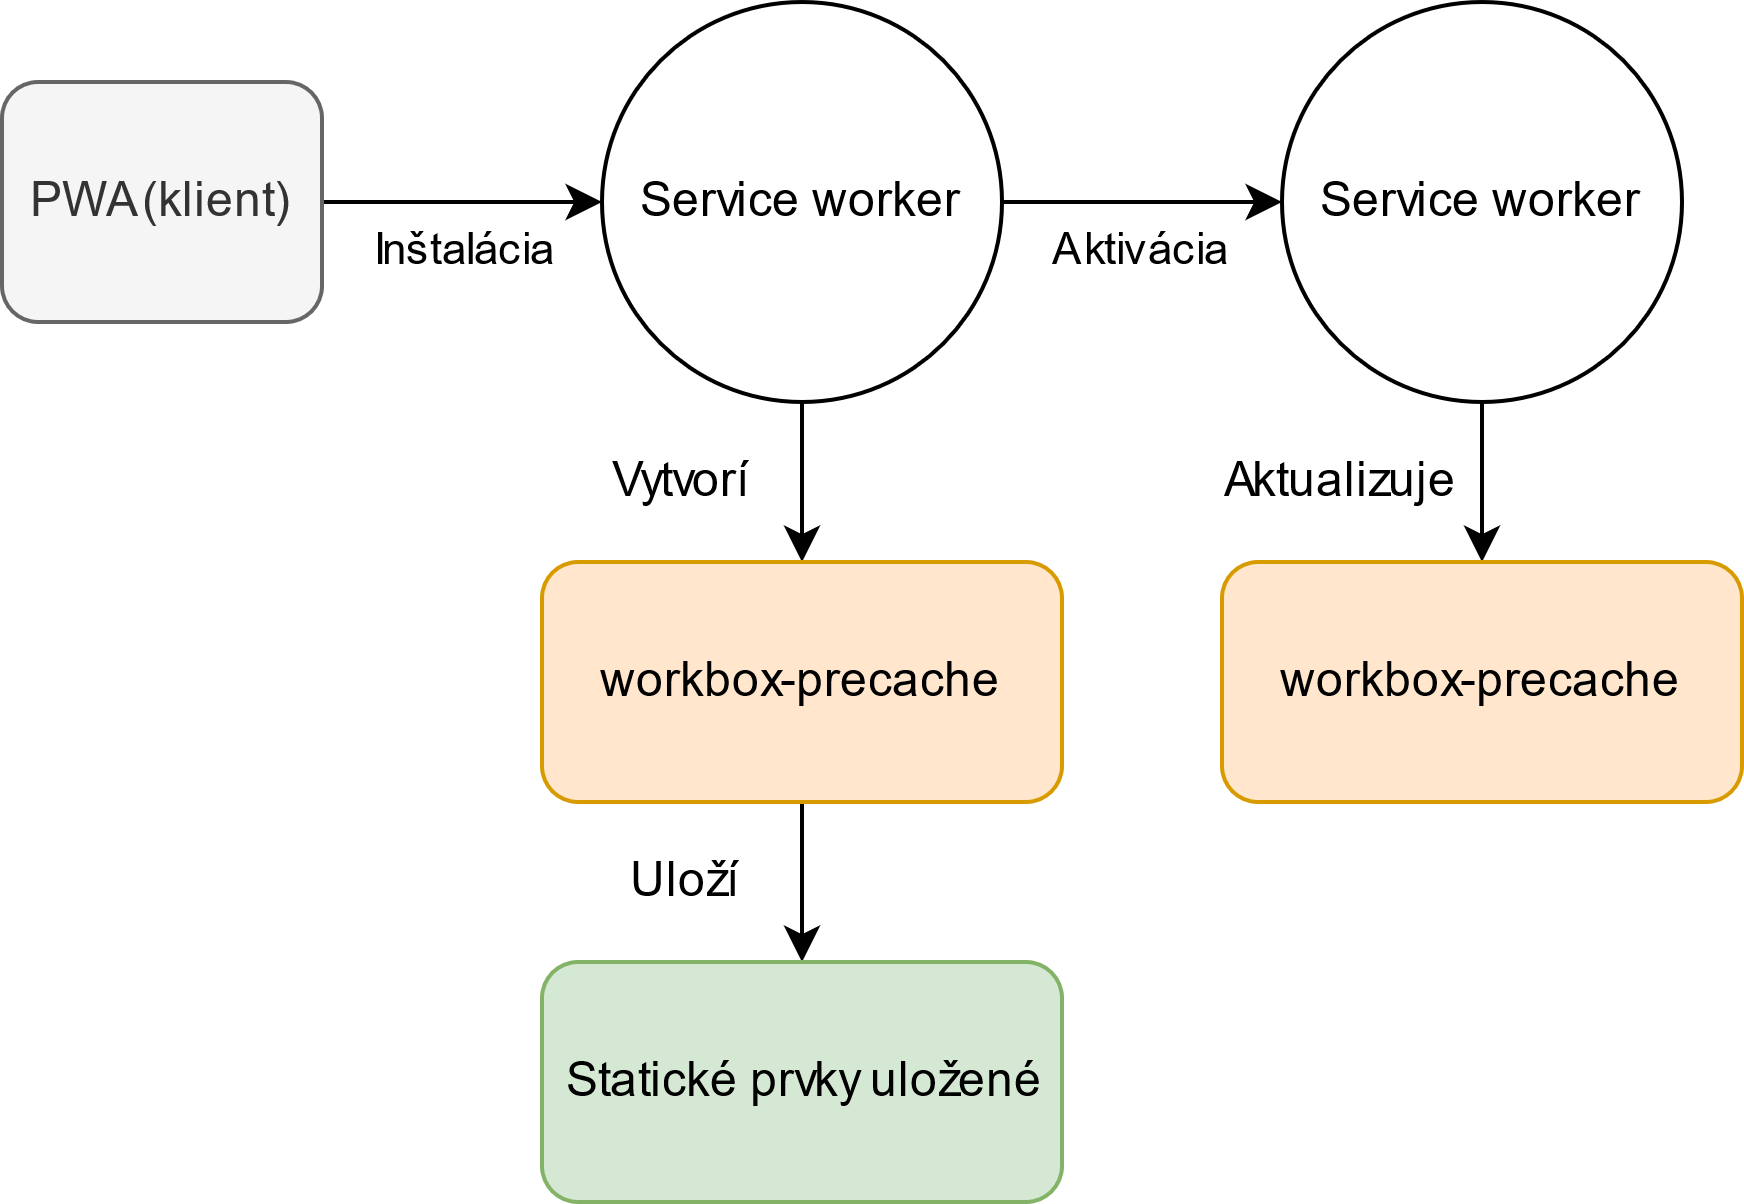 PWA (klient)
Inštalácia
Service worker
Aktivácia
Service worker
Vytvorí
Aktualizuje
workbox-precache
workbox-precache
Uloží
Statické prvky uložené